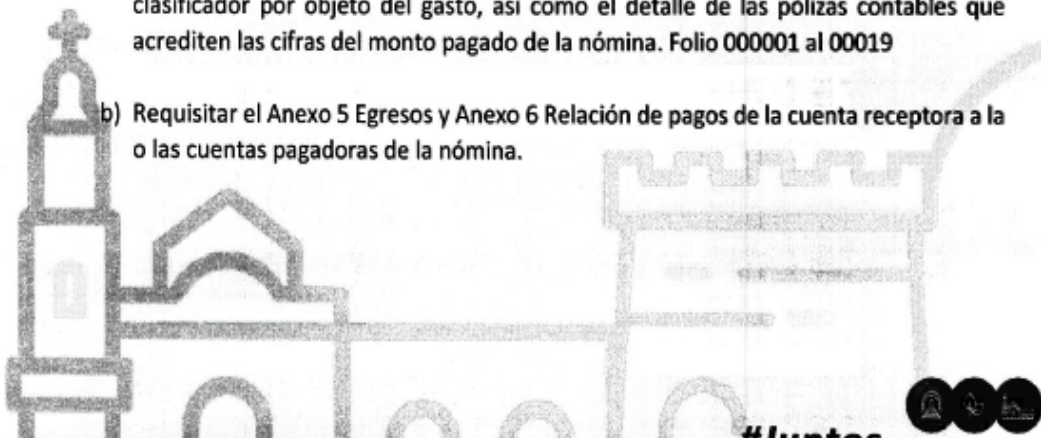 clasificador por objeto del gasto, así como el detalle de las pólizas contables que
acrediten las cifras del monto pagado de la nómina. Folio 000001 al 00019
b) Requisitar el Anexo 5 Egresos y Anexo 6 Relación de pagos de la cuenta receptora a la
o las cuentas pagadoras de la nómina.
#Juntos